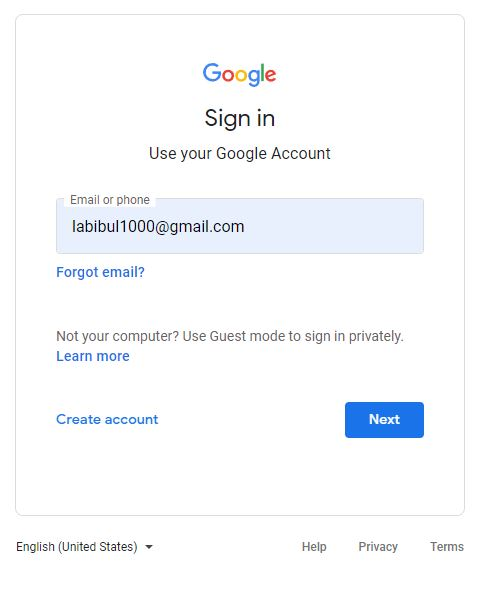 Google
Sign in
Use your Google Account
Email or phone
labibul1000@gmail.com
Forgot email?
Not your computer? Use Guest mode to sign in privately.
Learn more
Create account
Next
English (United States)
Help
Privacy
Terms